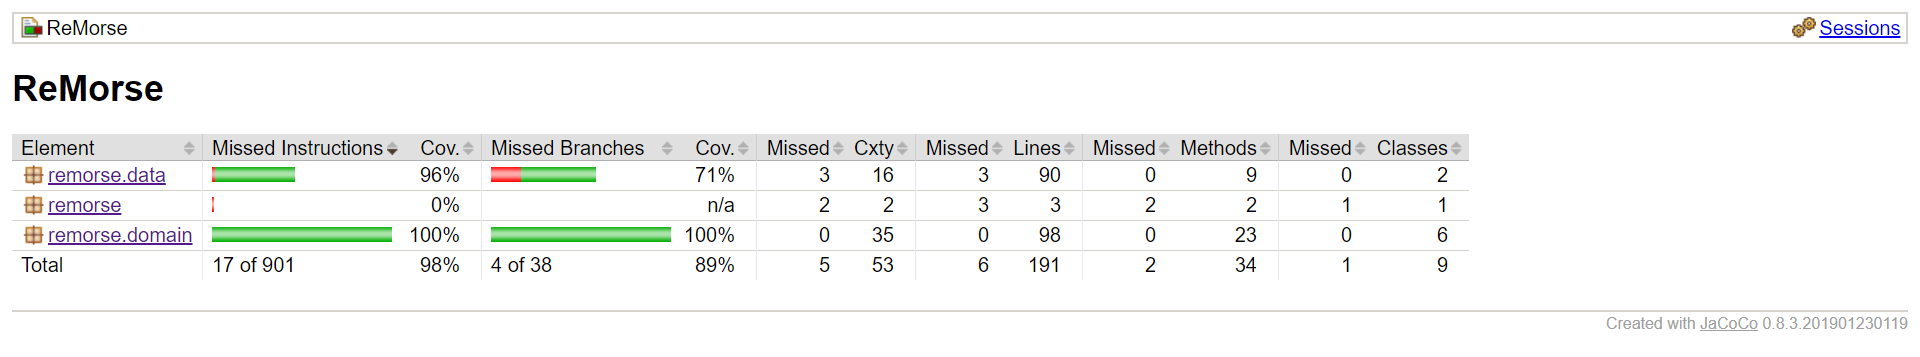 ReMorse Sessions
ReMorse
Element Missed Instructions Cov. Missed Branches Cov. Missed Cxty Missed Lines Missed Methods Missed Classes
remorse.data 96% 71% 3 16 3 90 0 9 0 2
remorse 0% n/a 2 2 3 3 2 2 1 1
remorse.domain 100% 100% 0 35 0 98 0 23 0 6
Total 17 of 901 98% 4 of 38 89% 5 53 6 191 2 34 1 9
Created with JaCoCo 0.8.3.201901230119